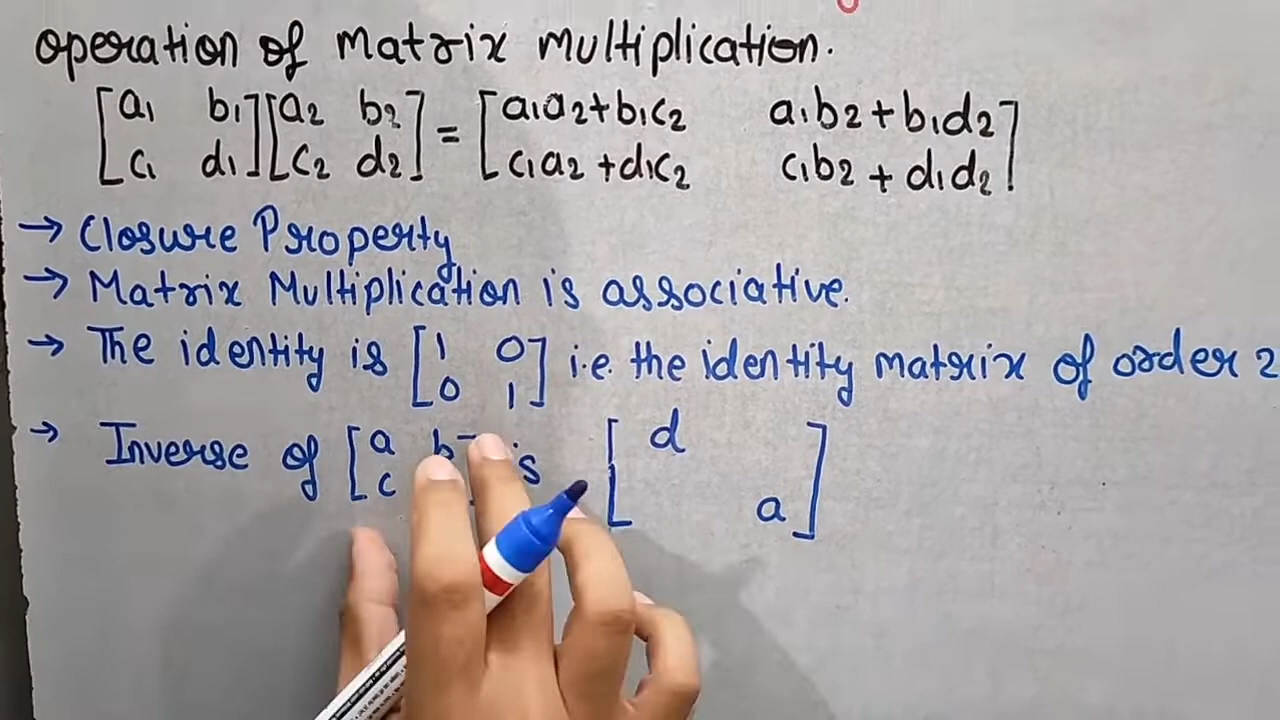 operation of matrix multiplication.
[a₁ b₁ c₁ d₁][a₂ b₂ c₂ d₂] = [a₁a₂+b₁c₂ a₁b₂+b₁d₂ c₁a₂+d₁c₂ c₁b₂+d₁d₂]
→ Closure Property
→ Matrix Multiplication is associative.
→ The identity is [1 0 0 1] i.e. the identity matrix of order 2
→ Inverse of [a b c ] is [d a]